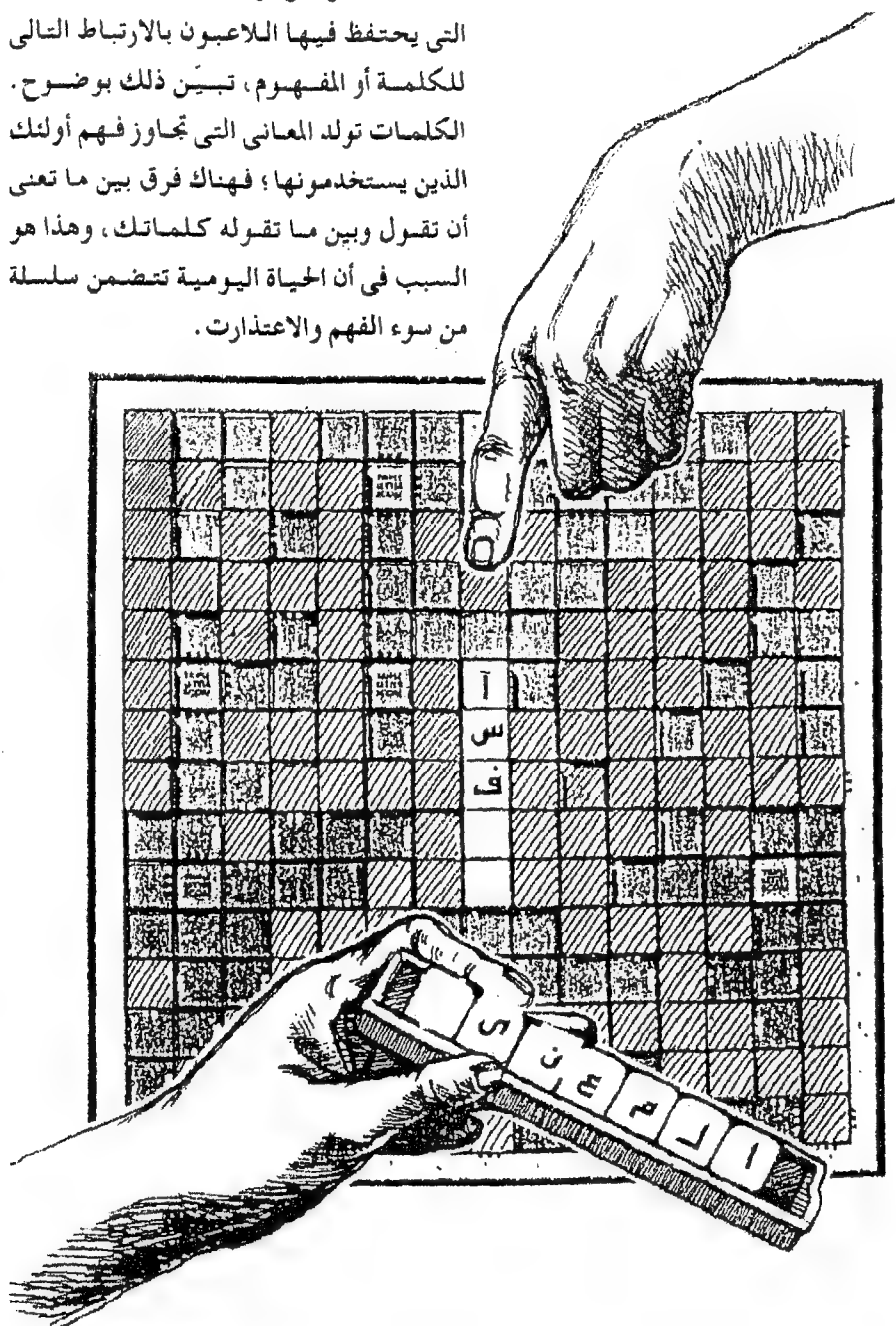 التى يحتفظ فيها اللاعبون بالارتباط التالى
للكلمة أو المفهوم، تبيّن ذلك بوضوح.
الكلمات تولد المعانى التى تجاوز فهم أولئك
الذين يستخدمونها؛ فهناك فرق بين ما تعنى
أن تقول وبين ما تقوله كلماتك، وهذا هو
السبب فى أن الحياة اليومية تتضمن سلسلة
من سوء الفهم والاعتذارت.
آ
س
ف
ا ل م ع ن ى